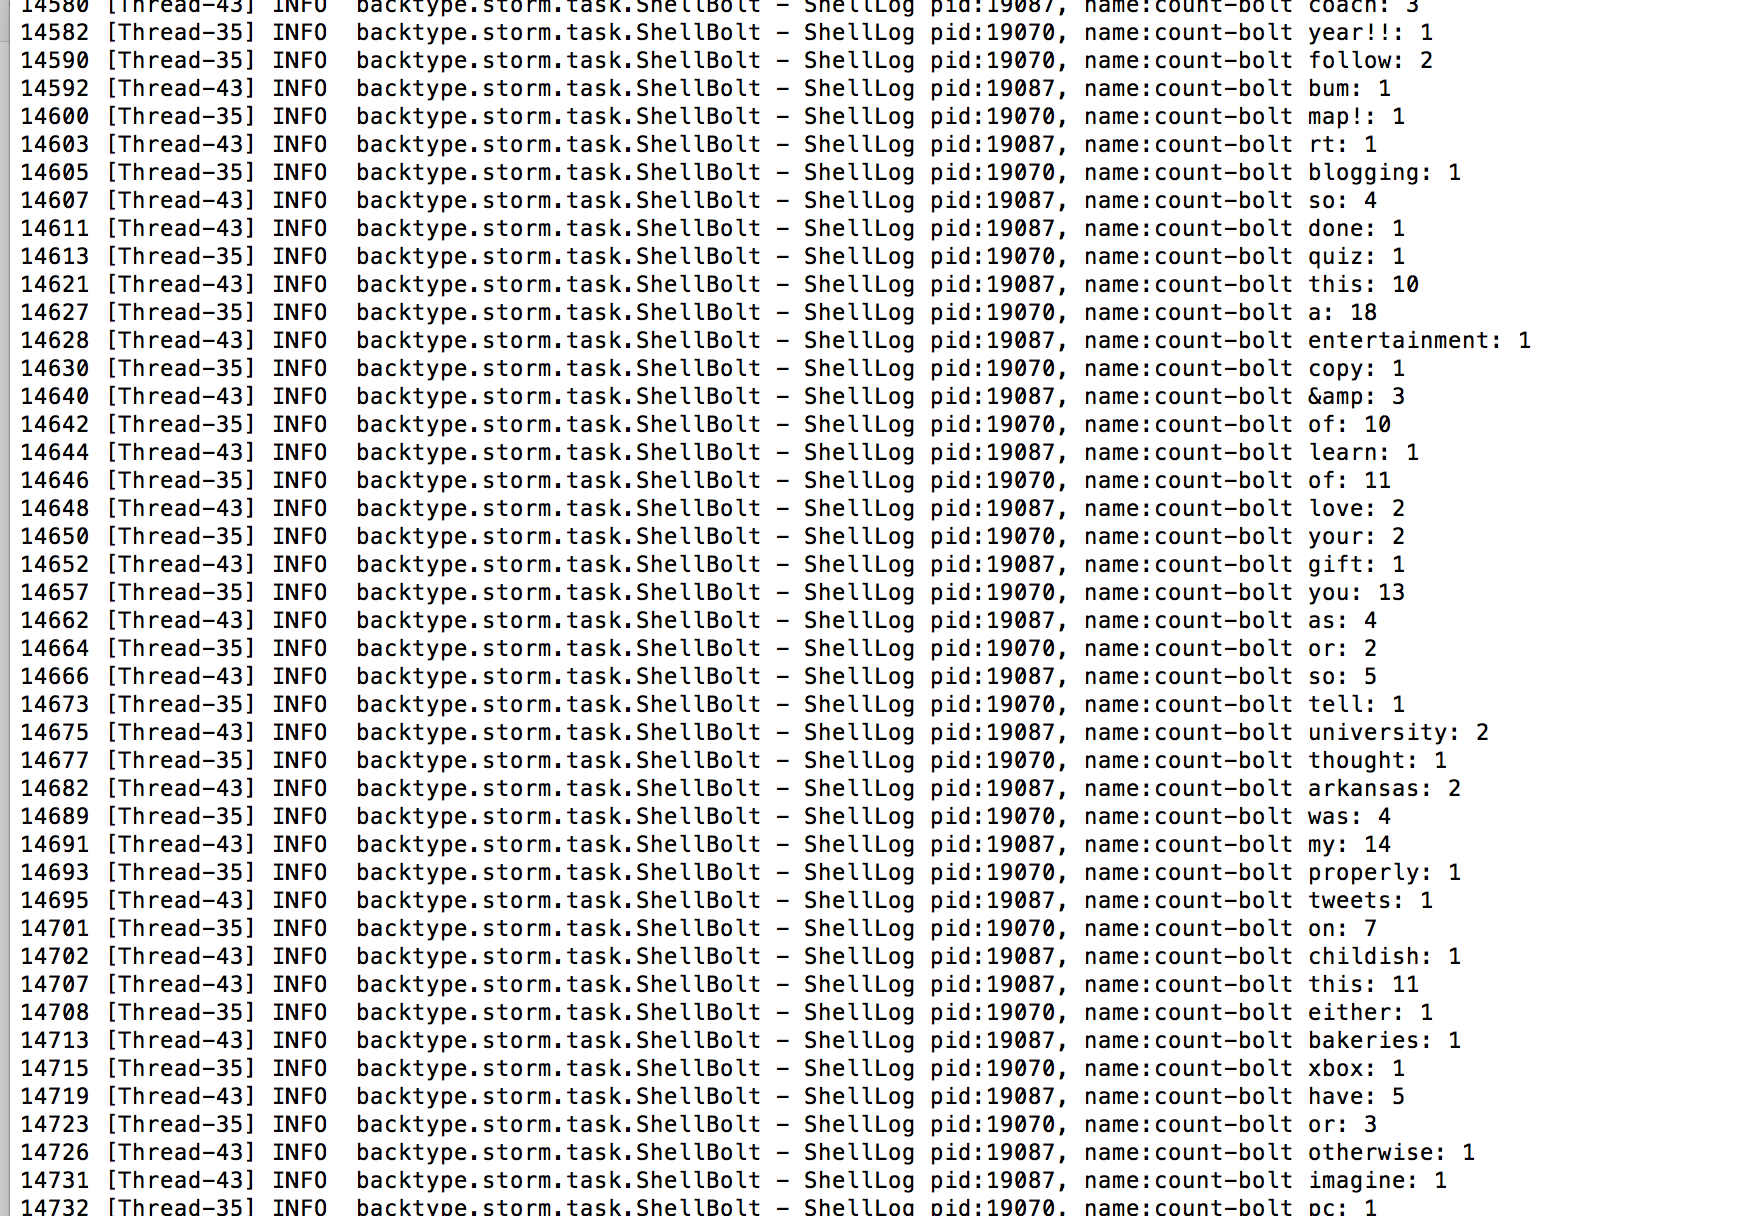 14580 [Thread-43] INFO  backtype.storm.task.ShellBolt - ShellLog pid:19087, name:count-bolt coach: 3
14582 [Thread-35] INFO  backtype.storm.task.ShellBolt - ShellLog pid:19070, name:count-bolt year!!: 1
14590 [Thread-35] INFO  backtype.storm.task.ShellBolt - ShellLog pid:19070, name:count-bolt follow: 2
14592 [Thread-43] INFO  backtype.storm.task.ShellBolt - ShellLog pid:19087, name:count-bolt bum: 1
14600 [Thread-35] INFO  backtype.storm.task.ShellBolt - ShellLog pid:19070, name:count-bolt map!: 1
14603 [Thread-43] INFO  backtype.storm.task.ShellBolt - ShellLog pid:19087, name:count-bolt rt: 1
14605 [Thread-35] INFO  backtype.storm.task.ShellBolt - ShellLog pid:19070, name:count-bolt blogging: 1
14607 [Thread-43] INFO  backtype.storm.task.ShellBolt - ShellLog pid:19087, name:count-bolt so: 4
14611 [Thread-43] INFO  backtype.storm.task.ShellBolt - ShellLog pid:19087, name:count-bolt done: 1
14613 [Thread-35] INFO  backtype.storm.task.ShellBolt - ShellLog pid:19070, name:count-bolt quiz: 1
14621 [Thread-43] INFO  backtype.storm.task.ShellBolt - ShellLog pid:19087, name:count-bolt this: 10
14627 [Thread-35] INFO  backtype.storm.task.ShellBolt - ShellLog pid:19070, name:count-bolt a: 18
14628 [Thread-43] INFO  backtype.storm.task.ShellBolt - ShellLog pid:19087, name:count-bolt entertainment: 1
14630 [Thread-35] INFO  backtype.storm.task.ShellBolt - ShellLog pid:19070, name:count-bolt copy: 1
14640 [Thread-43] INFO  backtype.storm.task.ShellBolt - ShellLog pid:19087, name:count-bolt &amp: 3
14642 [Thread-35] INFO  backtype.storm.task.ShellBolt - ShellLog pid:19070, name:count-bolt of: 10
14644 [Thread-43] INFO  backtype.storm.task.ShellBolt - ShellLog pid:19087, name:count-bolt learn: 1
14646 [Thread-35] INFO  backtype.storm.task.ShellBolt - ShellLog pid:19070, name:count-bolt of: 11
14648 [Thread-43] INFO  backtype.storm.task.ShellBolt - ShellLog pid:19087, name:count-bolt love: 2
14650 [Thread-35] INFO  backtype.storm.task.ShellBolt - ShellLog pid:19070, name:count-bolt your: 2
14652 [Thread-43] INFO  backtype.storm.task.ShellBolt - ShellLog pid:19087, name:count-bolt gift: 1
14657 [Thread-35] INFO  backtype.storm.task.ShellBolt - ShellLog pid:19070, name:count-bolt you: 13
14662 [Thread-43] INFO  backtype.storm.task.ShellBolt - ShellLog pid:19087, name:count-bolt as: 4
14664 [Thread-35] INFO  backtype.storm.task.ShellBolt - ShellLog pid:19070, name:count-bolt or: 2
14666 [Thread-43] INFO  backtype.storm.task.ShellBolt - ShellLog pid:19087, name:count-bolt so: 5
14673 [Thread-35] INFO  backtype.storm.task.ShellBolt - ShellLog pid:19070, name:count-bolt tell: 1
14675 [Thread-43] INFO  backtype.storm.task.ShellBolt - ShellLog pid:19087, name:count-bolt university: 2
14677 [Thread-35] INFO  backtype.storm.task.ShellBolt - ShellLog pid:19070, name:count-bolt thought: 1
14682 [Thread-43] INFO  backtype.storm.task.ShellBolt - ShellLog pid:19087, name:count-bolt arkansas: 2
14689 [Thread-35] INFO  backtype.storm.task.ShellBolt - ShellLog pid:19070, name:count-bolt was: 4
14691 [Thread-43] INFO  backtype.storm.task.ShellBolt - ShellLog pid:19087, name:count-bolt my: 14
14693 [Thread-35] INFO  backtype.storm.task.ShellBolt - ShellLog pid:19070, name:count-bolt properly: 1
14695 [Thread-43] INFO  backtype.storm.task.ShellBolt - ShellLog pid:19087, name:count-bolt tweets: 1
14701 [Thread-35] INFO  backtype.storm.task.ShellBolt - ShellLog pid:19070, name:count-bolt on: 7
14702 [Thread-43] INFO  backtype.storm.task.ShellBolt - ShellLog pid:19087, name:count-bolt childish: 1
14707 [Thread-43] INFO  backtype.storm.task.ShellBolt - ShellLog pid:19087, name:count-bolt this: 11
14708 [Thread-35] INFO  backtype.storm.task.ShellBolt - ShellLog pid:19070, name:count-bolt either: 1
14713 [Thread-43] INFO  backtype.storm.task.ShellBolt - ShellLog pid:19087, name:count-bolt bakeries: 1
14715 [Thread-35] INFO  backtype.storm.task.ShellBolt - ShellLog pid:19070, name:count-bolt xbox: 1
14719 [Thread-43] INFO  backtype.storm.task.ShellBolt - ShellLog pid:19087, name:count-bolt have: 5
14723 [Thread-35] INFO  backtype.storm.task.ShellBolt - ShellLog pid:19070, name:count-bolt or: 3
14726 [Thread-43] INFO  backtype.storm.task.ShellBolt - ShellLog pid:19087, name:count-bolt otherwise: 1
14731 [Thread-43] INFO  backtype.storm.task.ShellBolt - ShellLog pid:19087, name:count-bolt imagine: 1
14732 [Thread-35] INFO  backtype.storm.task.ShellBolt - ShellLog pid:19070, name:count-bolt pc: 1